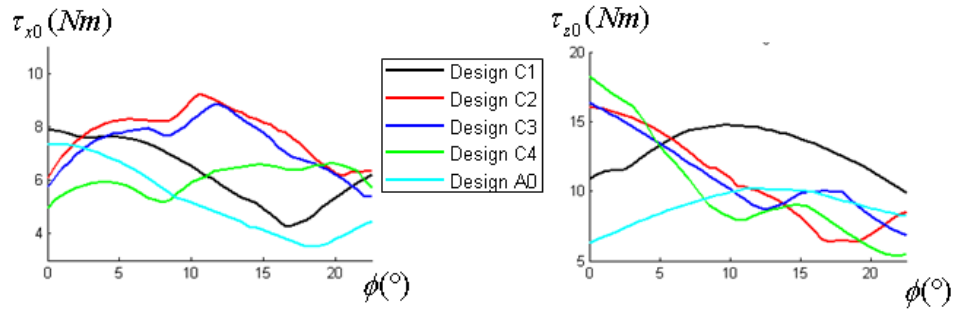 τx0 (Nm)
10
8
6
4
0 5 10 15 20
ϕ(°)
Design C1
Design C2
Design C3
Design C4
Design A0
τz0 (Nm)
20
15
10
5
0 5 10 15 20
ϕ(°)